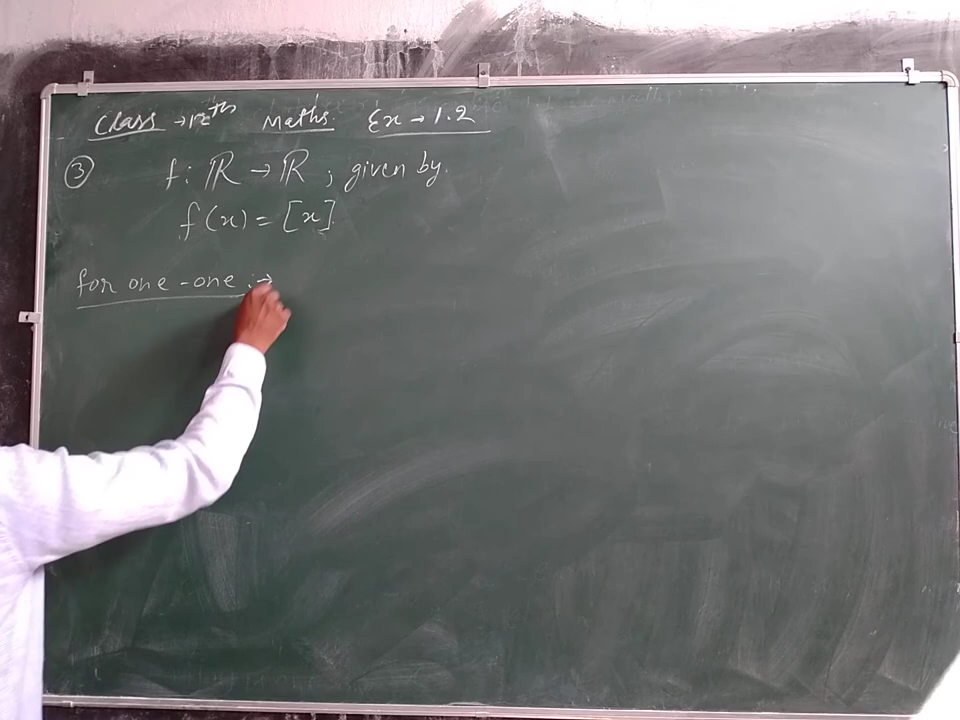 Class → 12th Maths Ex → 1.2
③ f: ℝ → ℝ ; given by.
f(x) = [x].
for one-one :→